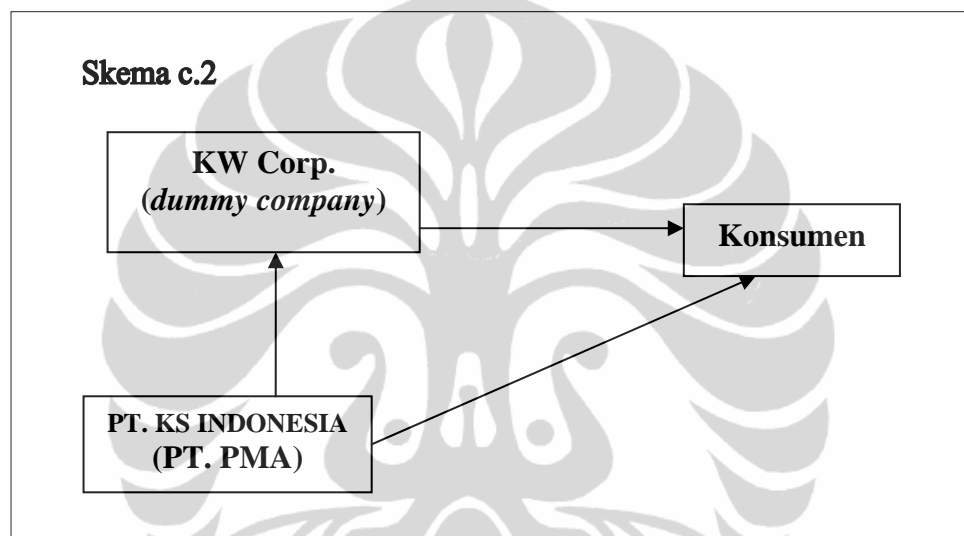 Skema c.2
KW Corp.
(dummy company)
Konsumen
PT. KS INDONESIA
(PT. PMA)